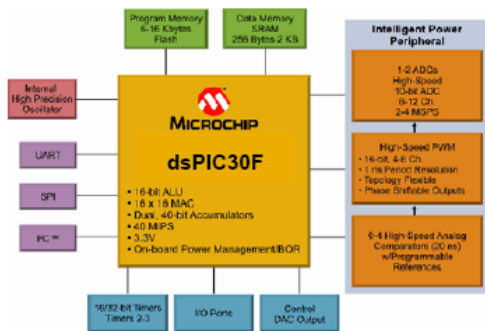 Program Memory
6-16 Kbytes
Flash
Data Memory
SRAM
256 Bytes-2 KB
Intelligent Power
Peripheral
Internal
High Precision
Oscillator
UART
SPI
I²C™
MICROCHIP
dsPIC30F
• 16-bit ALU
• 16 x 16 MAC
• Dual, 40-bit Accumulators
• 40 MIPS
• 3.3V
• On-board Power Management/BOR
1-2 ADCs
High-Speed
10-bit ADC
6-12 Ch.
2-4 MSPS
High-Speed PWM
• 16-bit, 4-6 Ch.
• 1 ns Period Resolution
• Topology Flexible
• Phase Shiftable Outputs
0-4 High-Speed Analog
Comparators (20 ns)
w/Programmable
References
16/32-bit Timers
Timers 2-3
I/O Ports
Control
DAC Output